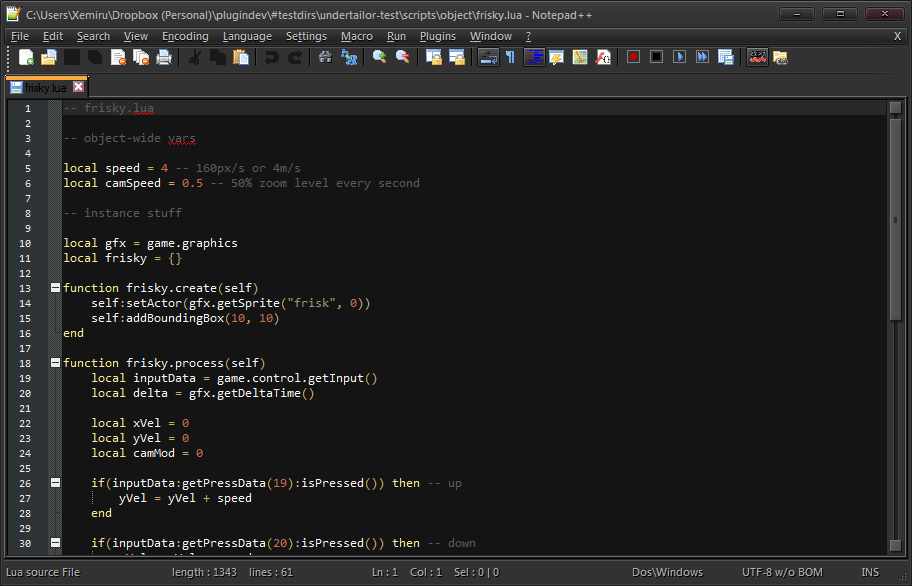 C:\Users\Xemiru\Dropbox (Personal)\plugindev\#testdirs\undertailor-test\scripts\object\frisky.lua - Notepad++
File Edit Search View Encoding Language Settings Macro Run Plugins Window ? X
frisky.lua
1 -- frisky.lua
2
3 -- object-wide vars
4
5 local speed = 4 -- 160px/s or 4m/s
6 local camSpeed = 0.5 -- 50% zoom level every second
7
8 -- instance stuff
9
10 local gfx = game.graphics
11 local frisky = {}
12
13 function frisky.create(self)
14 self:setActor(gfx.getSprite("frisk", 0))
15 self:addBoundingBox(10, 10)
16 end
17
18 function frisky.process(self)
19 local inputData = game.control.getInput()
20 local delta = gfx.getDeltaTime()
21
22 local xVel = 0
23 local yVel = 0
24 local camMod = 0
25
26 if(inputData:getPressData(19):isPressed()) then -- up
27 yVel = yVel + speed
28 end
29
30 if(inputData:getPressData(20):isPressed()) then -- down
Lua source File length : 1343 lines : 61 Ln : 1 Col : 1 Sel : 0 | 0 Dos\Windows UTF-8 w/o BOM INS